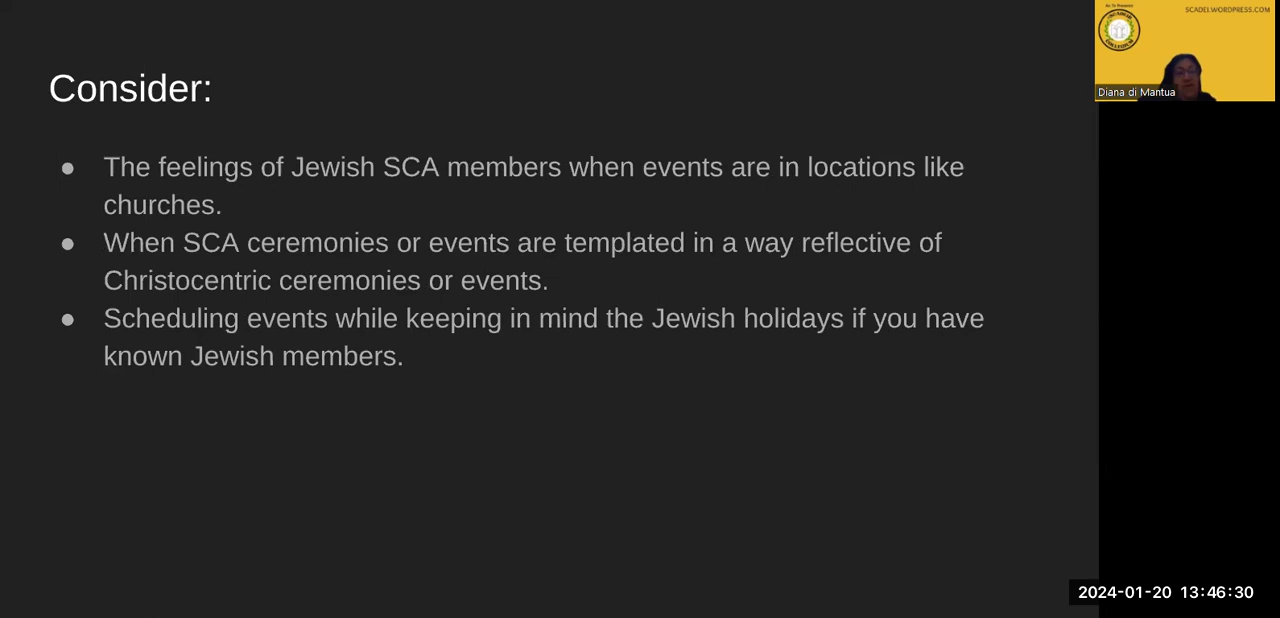 SCADEI.WORDPRESS.COM
Consider:
● The feelings of Jewish SCA members when events are in locations like
churches.
● When SCA ceremonies or events are templated in a way reflective of
Christocentric ceremonies or events.
● Scheduling events while keeping in mind the Jewish holidays if you have
known Jewish members.
Diana di Mantua
2024-01-20 13:46:30